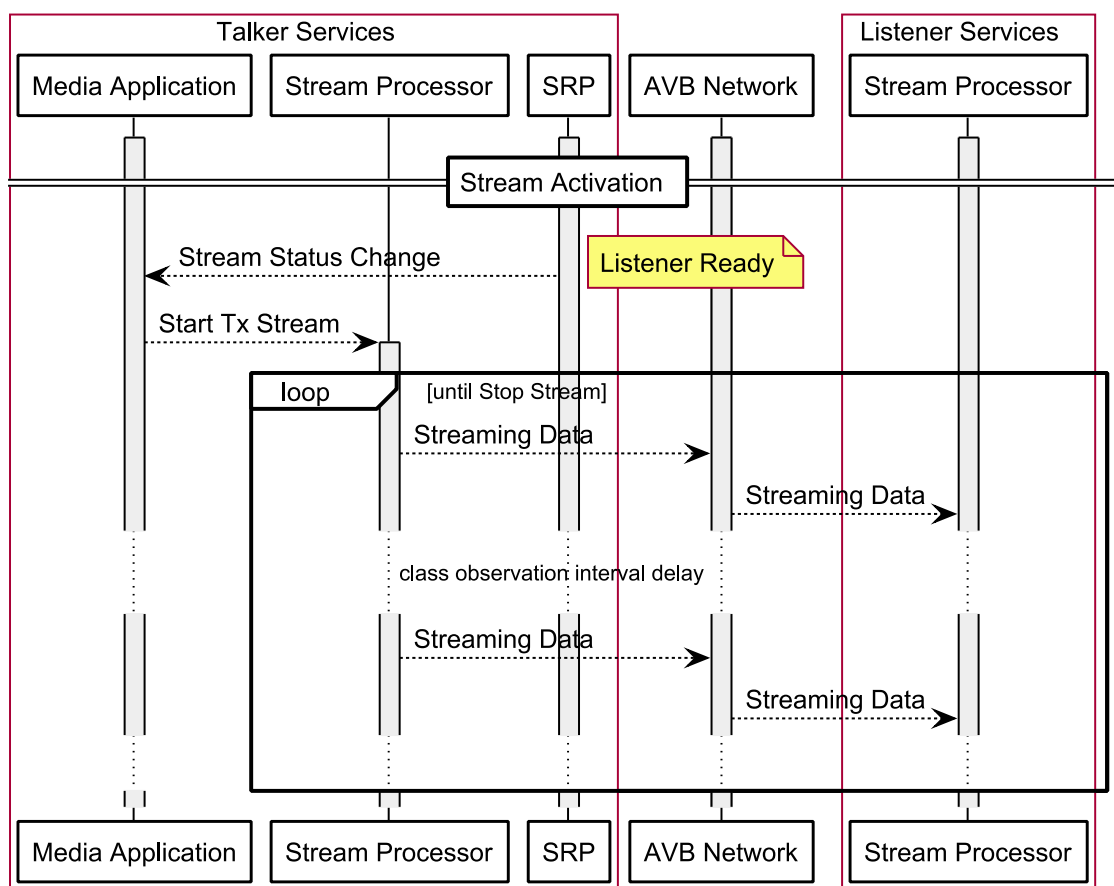 Talker Services
Listener Services
Media Application
Stream Processor
SRP
AVB Network
Stream Processor
Stream Activation
Stream Status Change
Listener Ready
Start Tx Stream
loop
[until Stop Stream]
Streaming Data
Streaming Data
class observation interval delay
Streaming Data
Streaming Data
Media Application
Stream Processor
SRP
AVB Network
Stream Processor